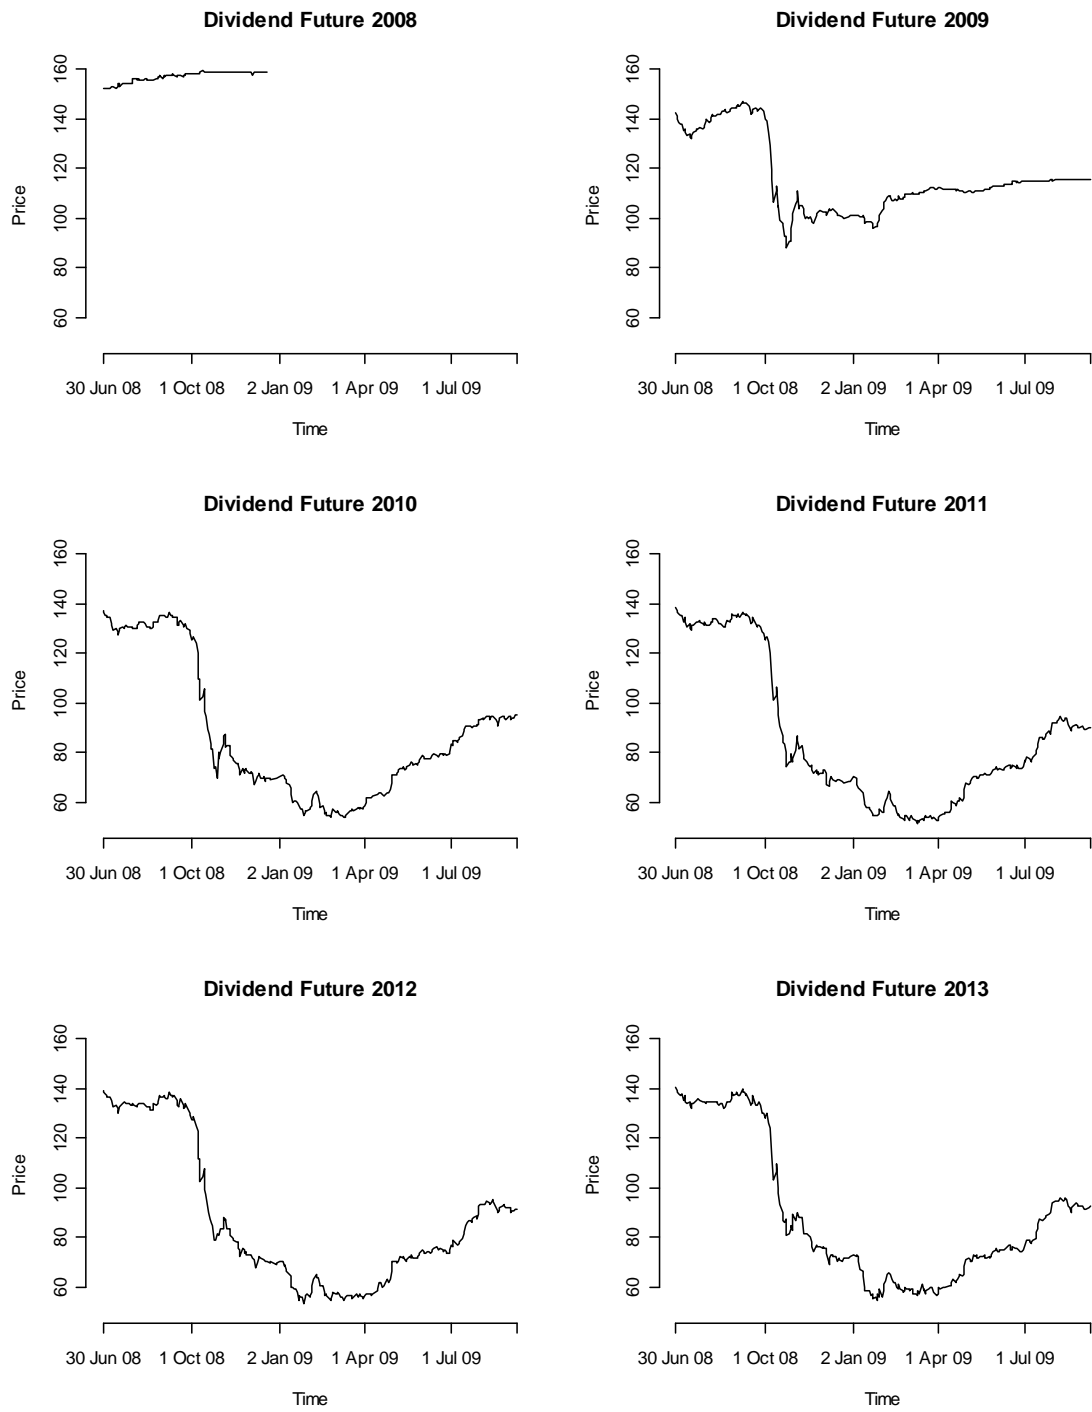 Dividend Future 2008
Price
160
140
120
100
80
60
30 Jun 08 1 Oct 08 2 Jan 09 1 Apr 09 1 Jul 09
Time
Dividend Future 2009
Price
160
140
120
100
80
60
30 Jun 08 1 Oct 08 2 Jan 09 1 Apr 09 1 Jul 09
Time
Dividend Future 2010
Price
160
140
120
100
80
60
30 Jun 08 1 Oct 08 2 Jan 09 1 Apr 09 1 Jul 09
Time
Dividend Future 2011
Price
160
140
120
100
80
60
30 Jun 08 1 Oct 08 2 Jan 09 1 Apr 09 1 Jul 09
Time
Dividend Future 2012
Price
160
140
120
100
80
60
30 Jun 08 1 Oct 08 2 Jan 09 1 Apr 09 1 Jul 09
Time
Dividend Future 2013
Price
160
140
120
100
80
60
30 Jun 08 1 Oct 08 2 Jan 09 1 Apr 09 1 Jul 09
Time